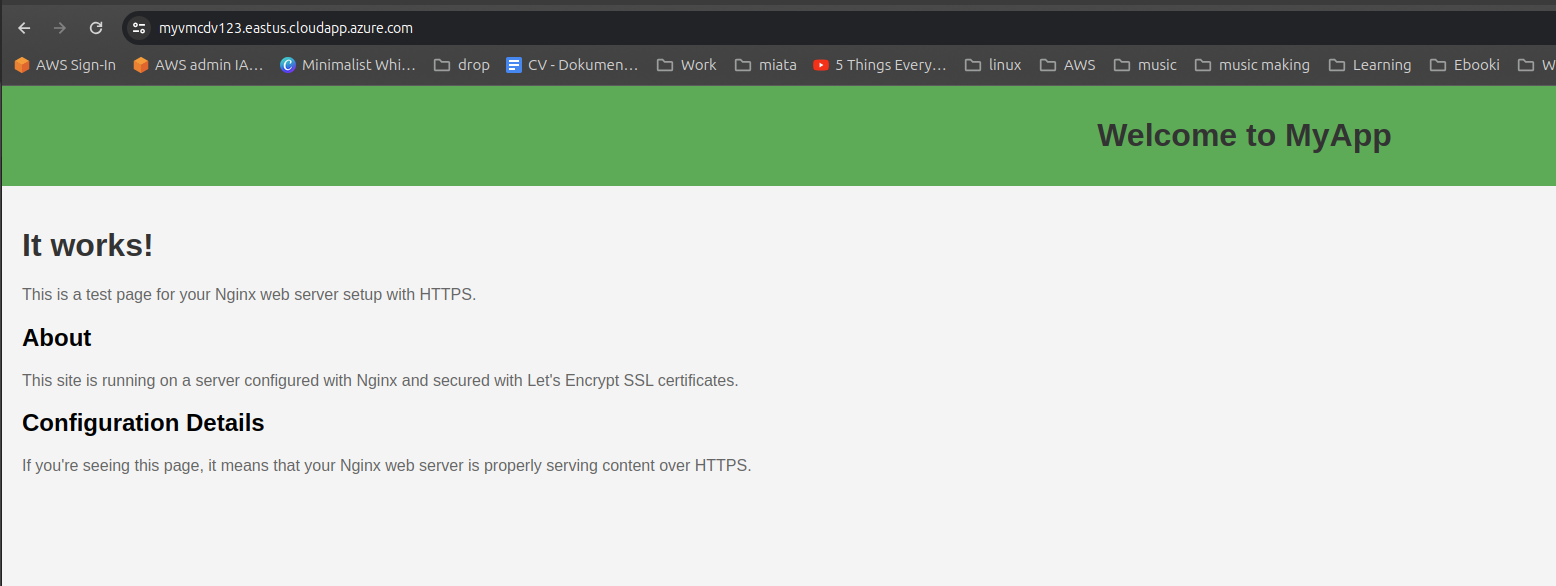 myvmcdv123.eastus.cloudapp.azure.com
AWS Sign-In AWS admin IA... C Minimalist Whi... drop CV - Dokumen... Work miata 5 Things Every... linux AWS music music making Learning Ebooki W
Welcome to MyApp
It works!
This is a test page for your Nginx web server setup with HTTPS.
About
This site is running on a server configured with Nginx and secured with Let's Encrypt SSL certificates.
Configuration Details
If you're seeing this page, it means that your Nginx web server is properly serving content over HTTPS.